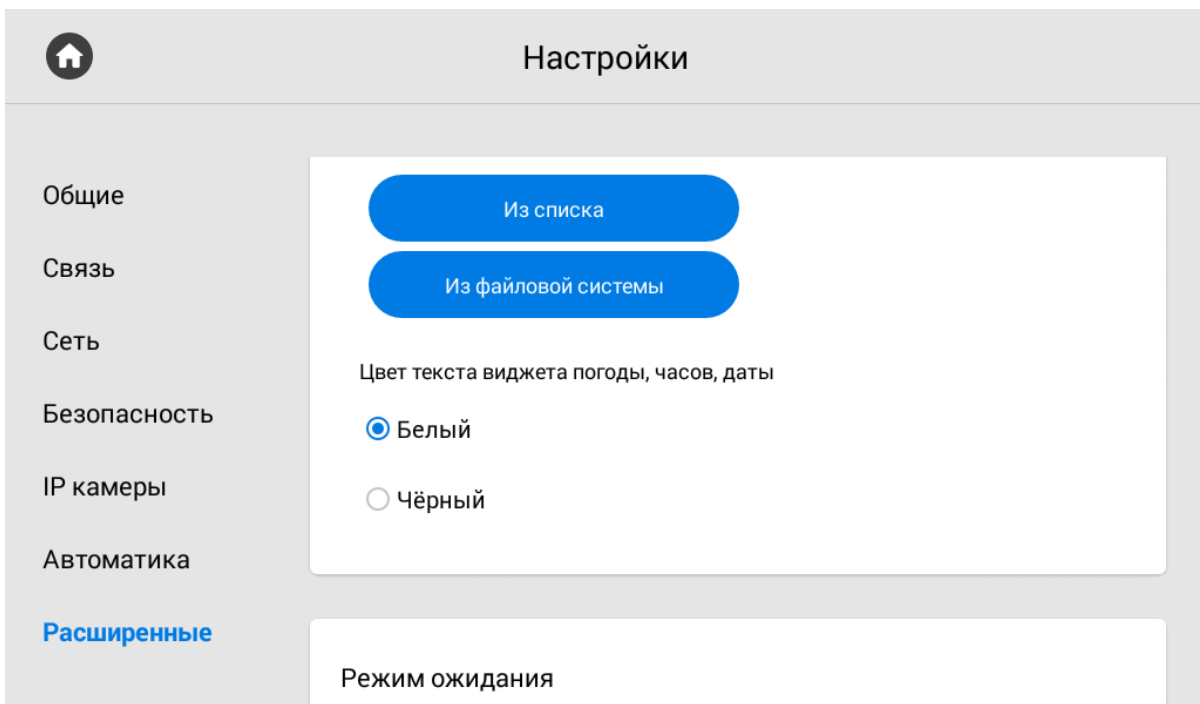 Настройки
Общие
Связь
Сеть
Безопасность
IP камеры
Автоматика
Расширенные
Из списка
Из файловой системы
Цвет текста виджета погоды, часов, даты
Белый
Чёрный
Режим ожидания